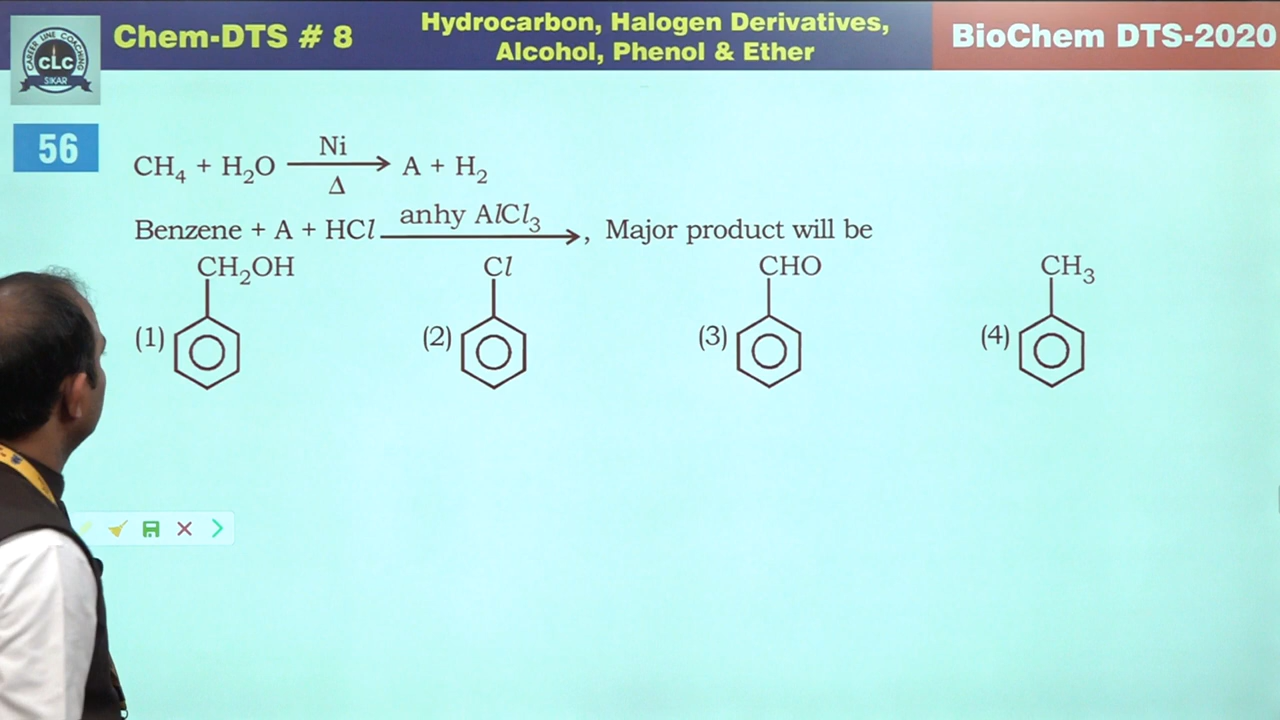 Chem-DTS # 8
Hydrocarbon, Halogen Derivatives,
Alcohol, Phenol & Ether
BioChem DTS-2020
CAREER LINE COACHING
CLC
SIKAR
56
CH₄ + H₂O Ni Δ → A + H₂
Benzene + A + HCl anhy AlCl₃ →, Major product will be
(1) CH₂OH
(2) Cl
(3) CHO
(4) CH₃